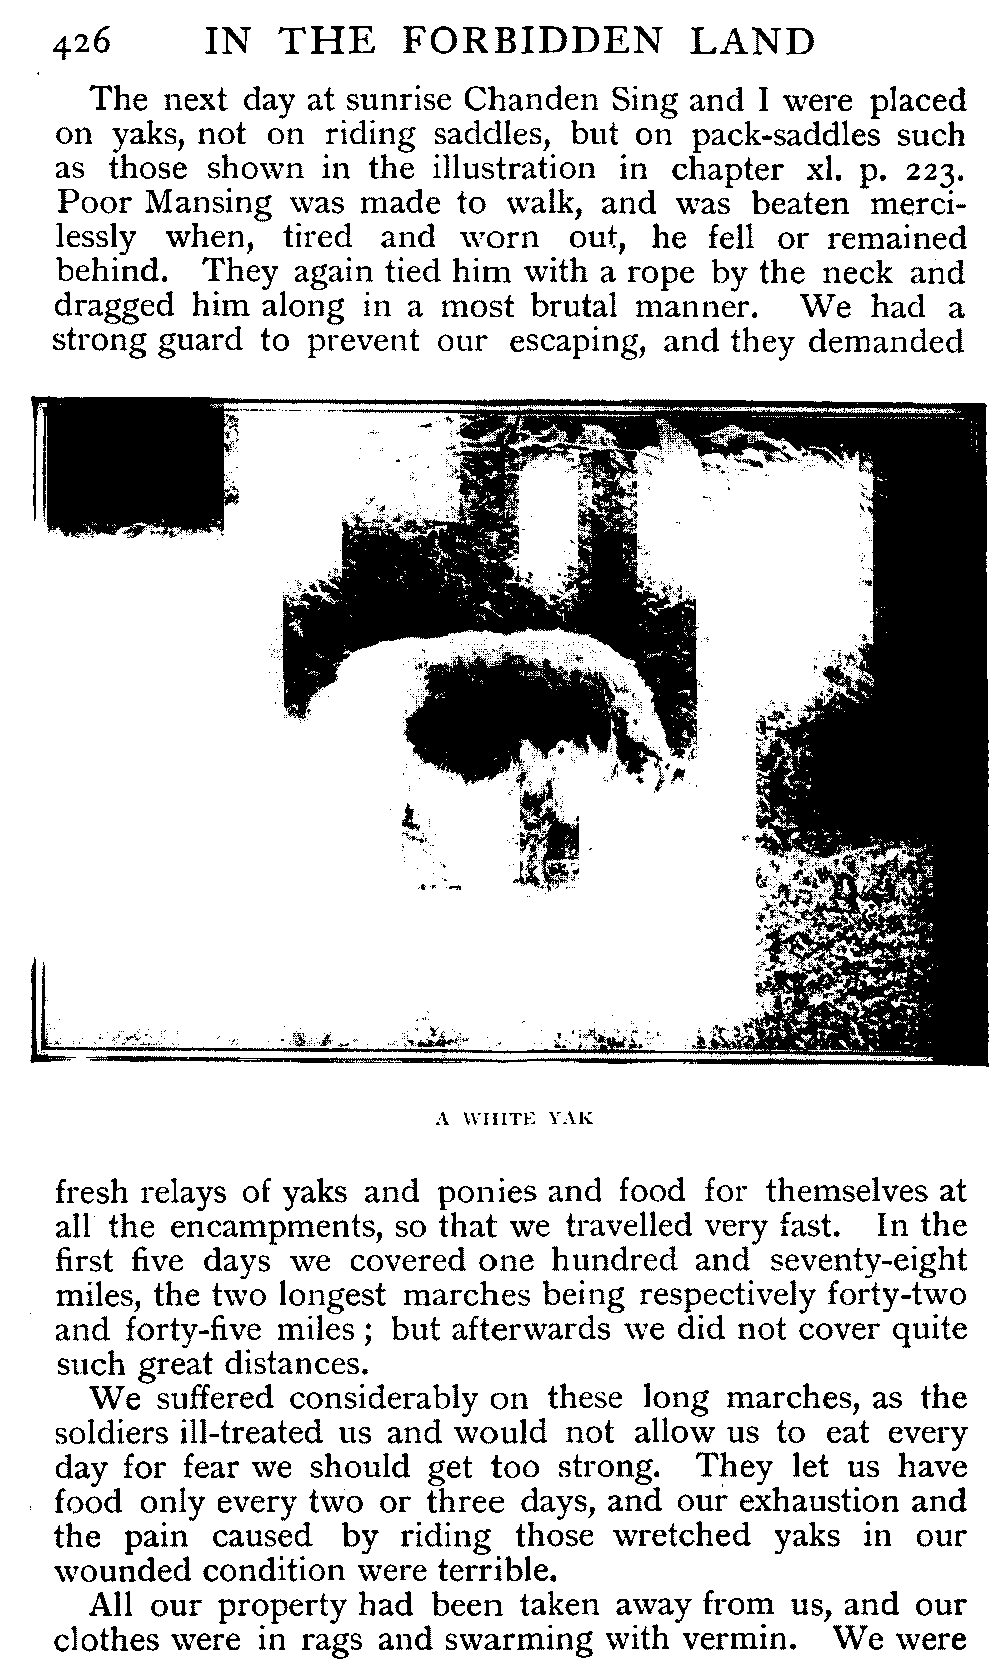 426 IN THE FORBIDDEN LAND
The next day at sunrise Chanden Sing and I were placed
on yaks, not on riding saddles, but on pack-saddles such
as those shown in the illustration in chapter xl. p. 223.
Poor Mansing was made to walk, and was beaten merci-
lessly when, tired and worn out, he fell or remained
behind. They again tied him with a rope by the neck and
dragged him along in a most brutal manner. We had a
strong guard to prevent our escaping, and they demanded
A WHITE YAK
fresh relays of yaks and ponies and food for themselves at
all the encampments, so that we travelled very fast. In the
first five days we covered one hundred and seventy-eight
miles, the two longest marches being respectively forty-two
and forty-five miles ; but afterwards we did not cover quite
such great distances.
We suffered considerably on these long marches, as the
soldiers ill-treated us and would not allow us to eat every
day for fear we should get too strong. They let us have
food only every two or three days, and our exhaustion and
the pain caused by riding those wretched yaks in our
wounded condition were terrible.
All our property had been taken away from us, and our
clothes were in rags and swarming with vermin. We were